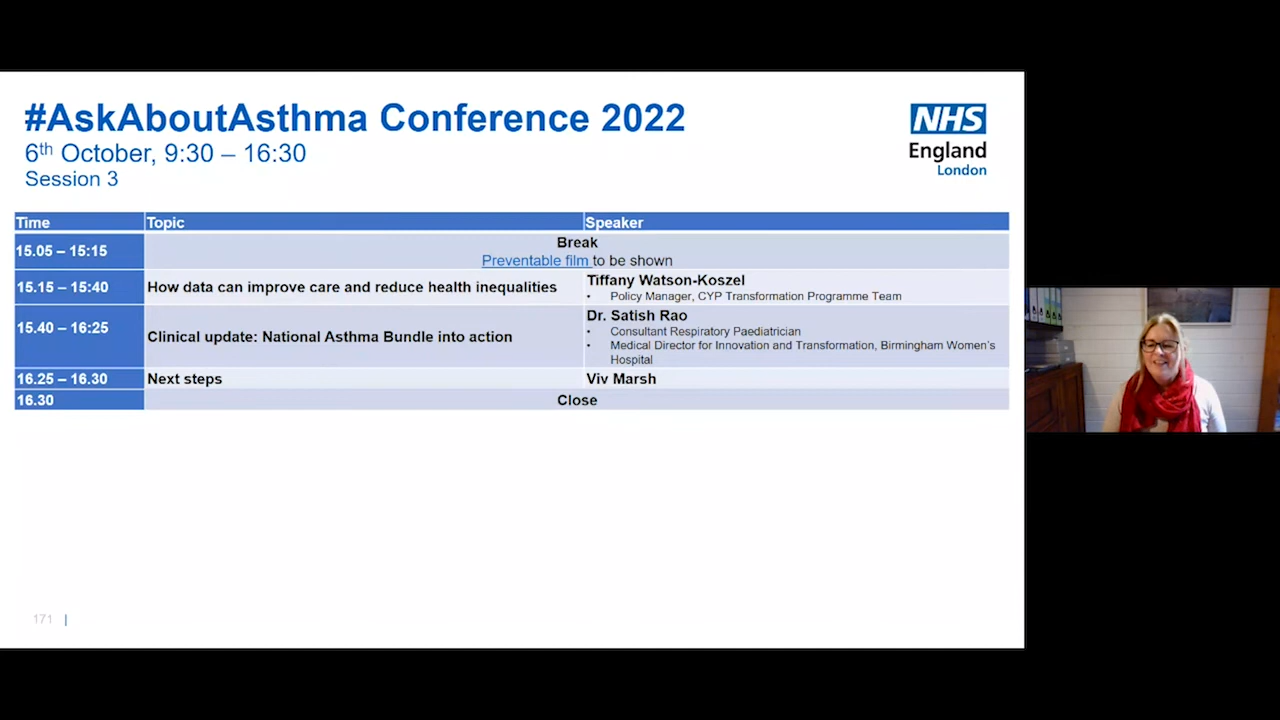 #AskAboutAsthma Conference 2022
6th October, 9:30 – 16:30
Session 3
NHS
England
London
Time Topic Speaker
15.05 – 15:15 Break
Preventable film to be shown
15.15 – 15:40 How data can improve care and reduce health inequalities Tiffany Watson-Koszel
• Policy Manager, CYP Transformation Programme Team
15.40 – 16:25 Clinical update: National Asthma Bundle into action Dr. Satish Rao
• Consultant Respiratory Paediatrician
• Medical Director for Innovation and Transformation, Birmingham Women's
Hospital
16.25 – 16.30 Next steps Viv Marsh
16.30 Close
171 |